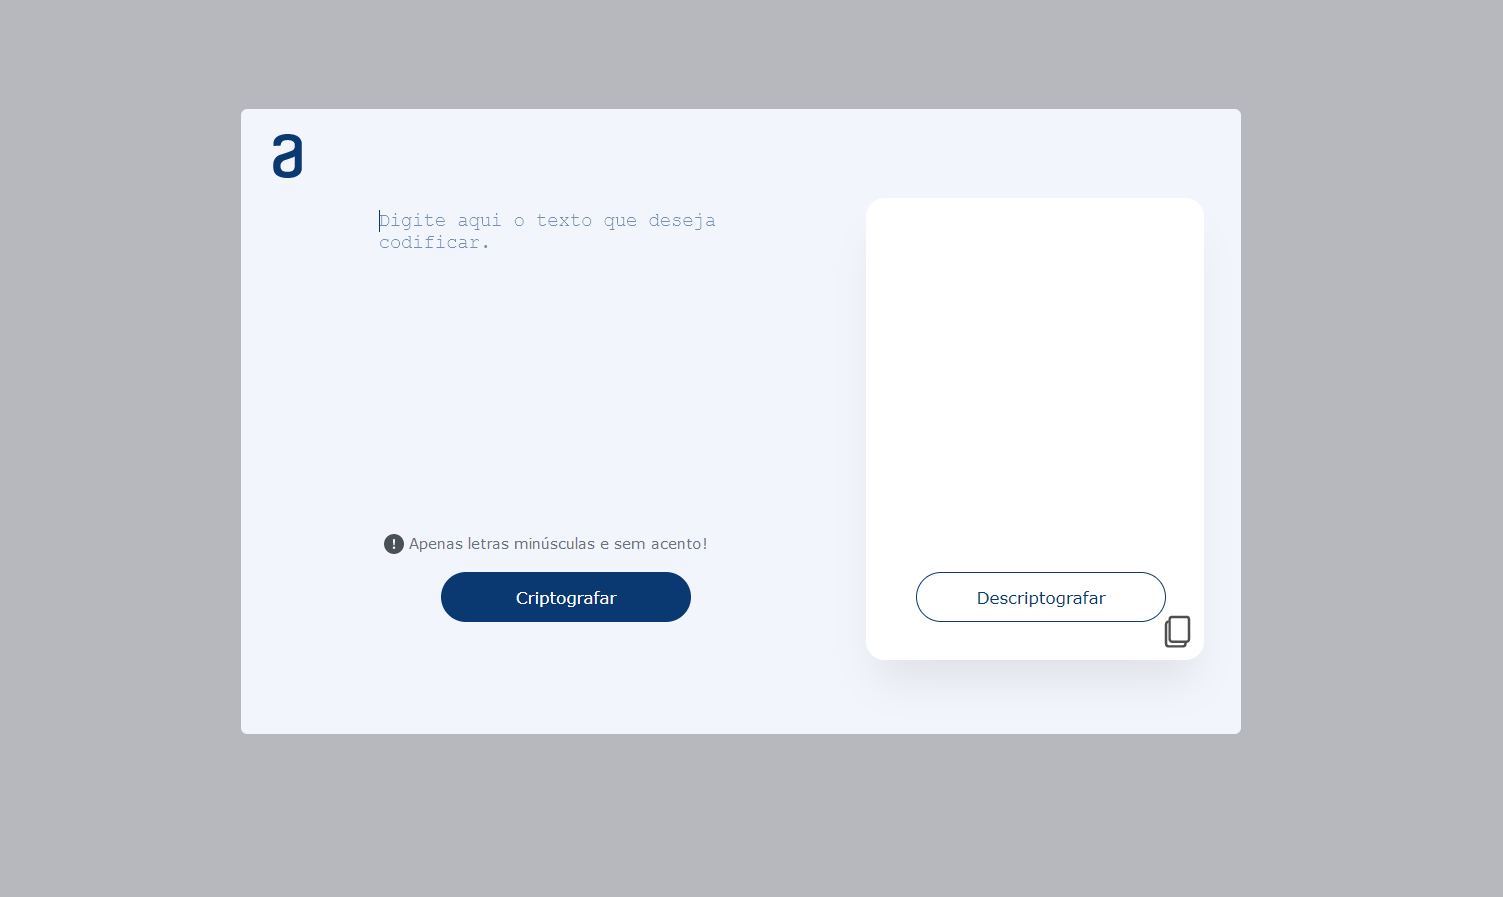 a
Digite aqui o texto que deseja
codificar.
Apenas letras minúsculas e sem acento!
Criptografar
Descriptografar